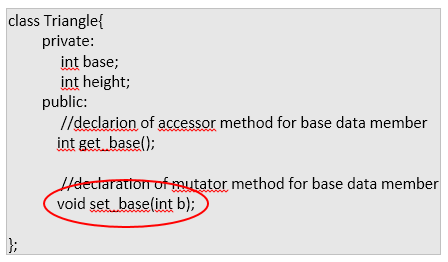 class Triangle{
private:
int base;
int height;
public:
//declarion of accessor method for base data member
int get_base();
//declaration of mutator method for base data member
void set_base(int b);
};